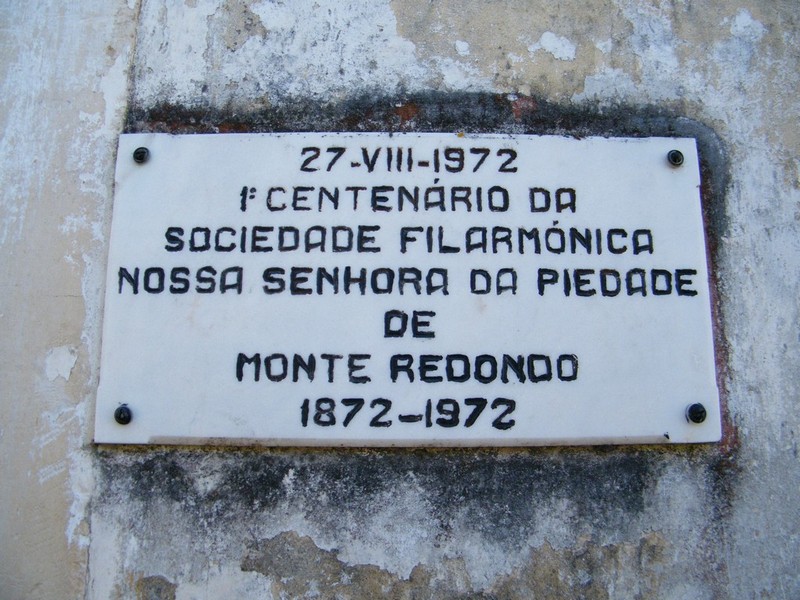 27-VIII-1972
1º CENTENÁRIO DA
SOCIEDADE FILARMÓNICA
NOSSA SENHORA DA PIEDADE
DE
MONTE REDONDO
1872-1972